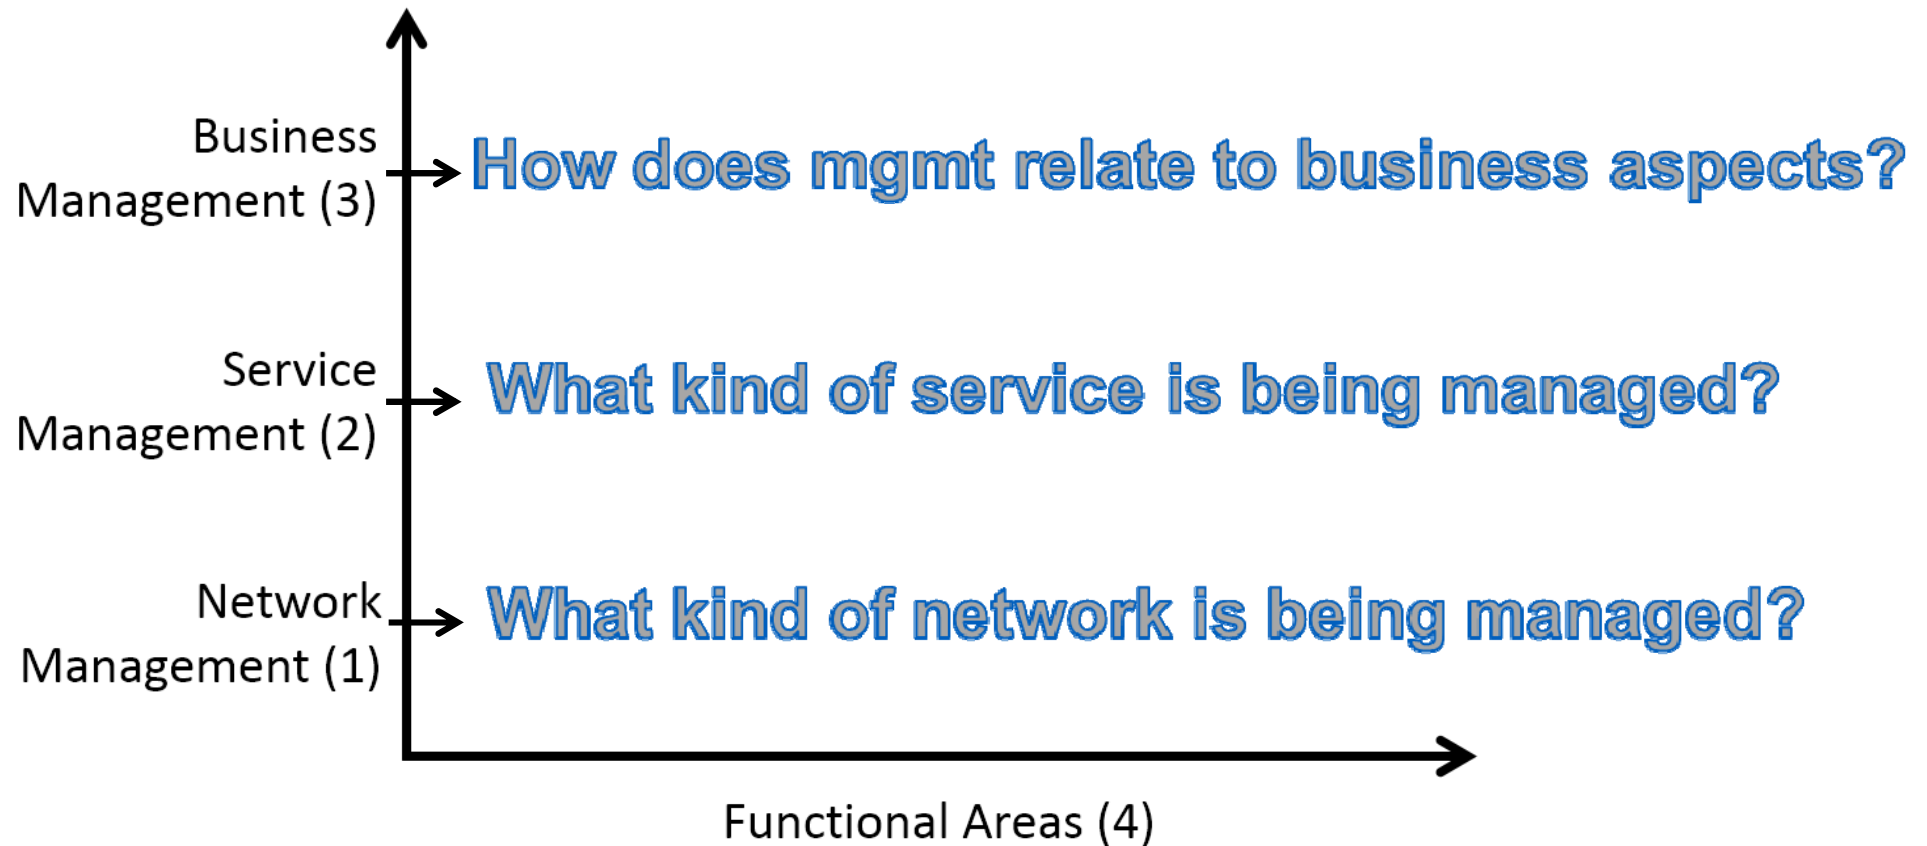 Business
Management (3)
How does mgmt relate to business aspects?
Service
Management (2)
What kind of service is being managed?
Network
Management (1)
What kind of network is being managed?
Functional Areas (4)